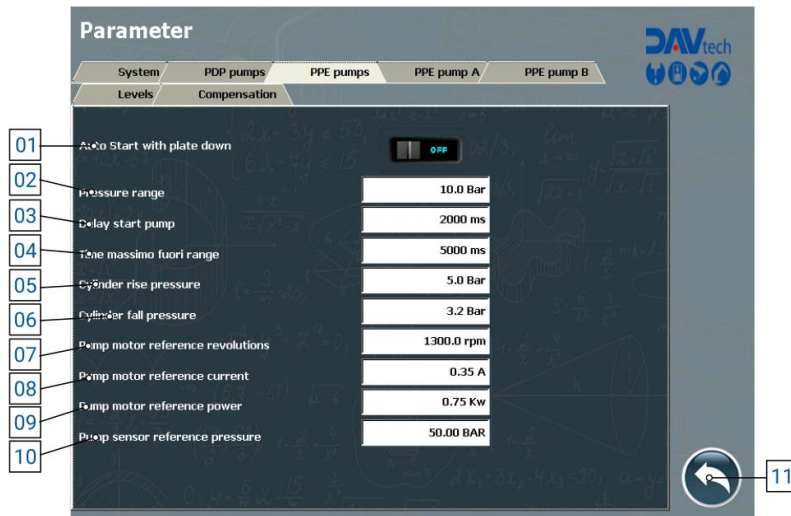 Parameter
DAVtech
System PDP pumps PPE pumps PPE pump A PPE pump B
Levels Compensation
01 Auto Start with plate down OFF
02 Pressure range 10.0 Bar
03 Delay start pump 2000 ms
04 Time massimo fuori range 5000 ms
05 Cylinder rise pressure 5.0 Bar
06 Cylinder fall pressure 3.2 Bar
07 Pump motor reference revolutions 1300.0 rpm
08 Pump motor reference current 0.35 A
09 Pump motor reference power 0.75 Kw
10 Pump sensor reference pressure 50.00 BAR
11